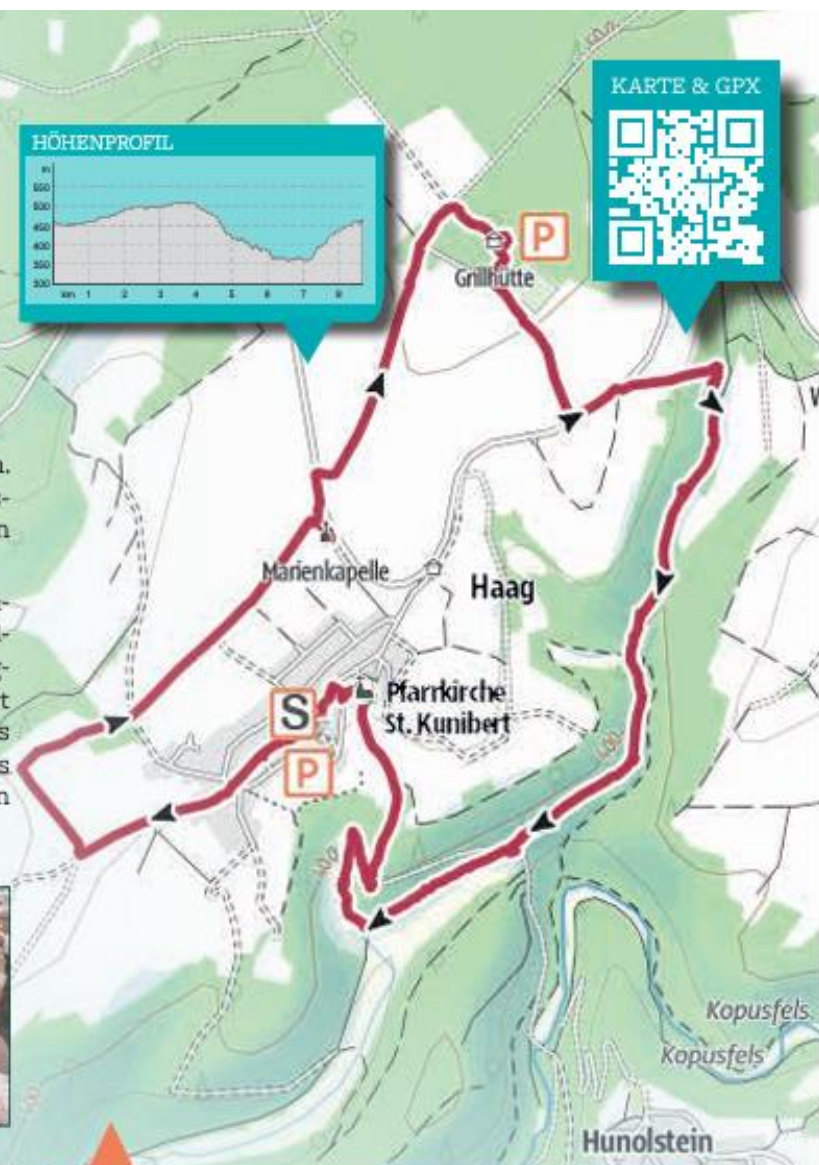 KARTE & GPX
HÖHENPROFIL
m
550
500
450
400
350
300
km 1 2 3 4 5 6 7 8
P
Grillhütte
Marienkapelle
Haag
S
Pfarrkirche
St. Kunibert
P
400
Kopusfels
Kopusfels
Hunolstein